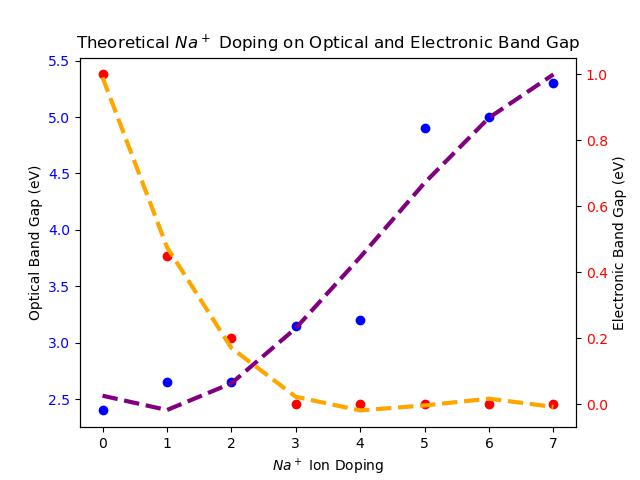 Theoretical Na⁺ Doping on Optical and Electronic Band Gap
5.5
5.0
4.5
4.0
3.5
3.0
2.5
Optical Band Gap (eV)
1.0
0.8
0.6
0.4
0.2
0.0
Electronic Band Gap (eV)
0 1 2 3 4 5 6 7
Na⁺ Ion Doping